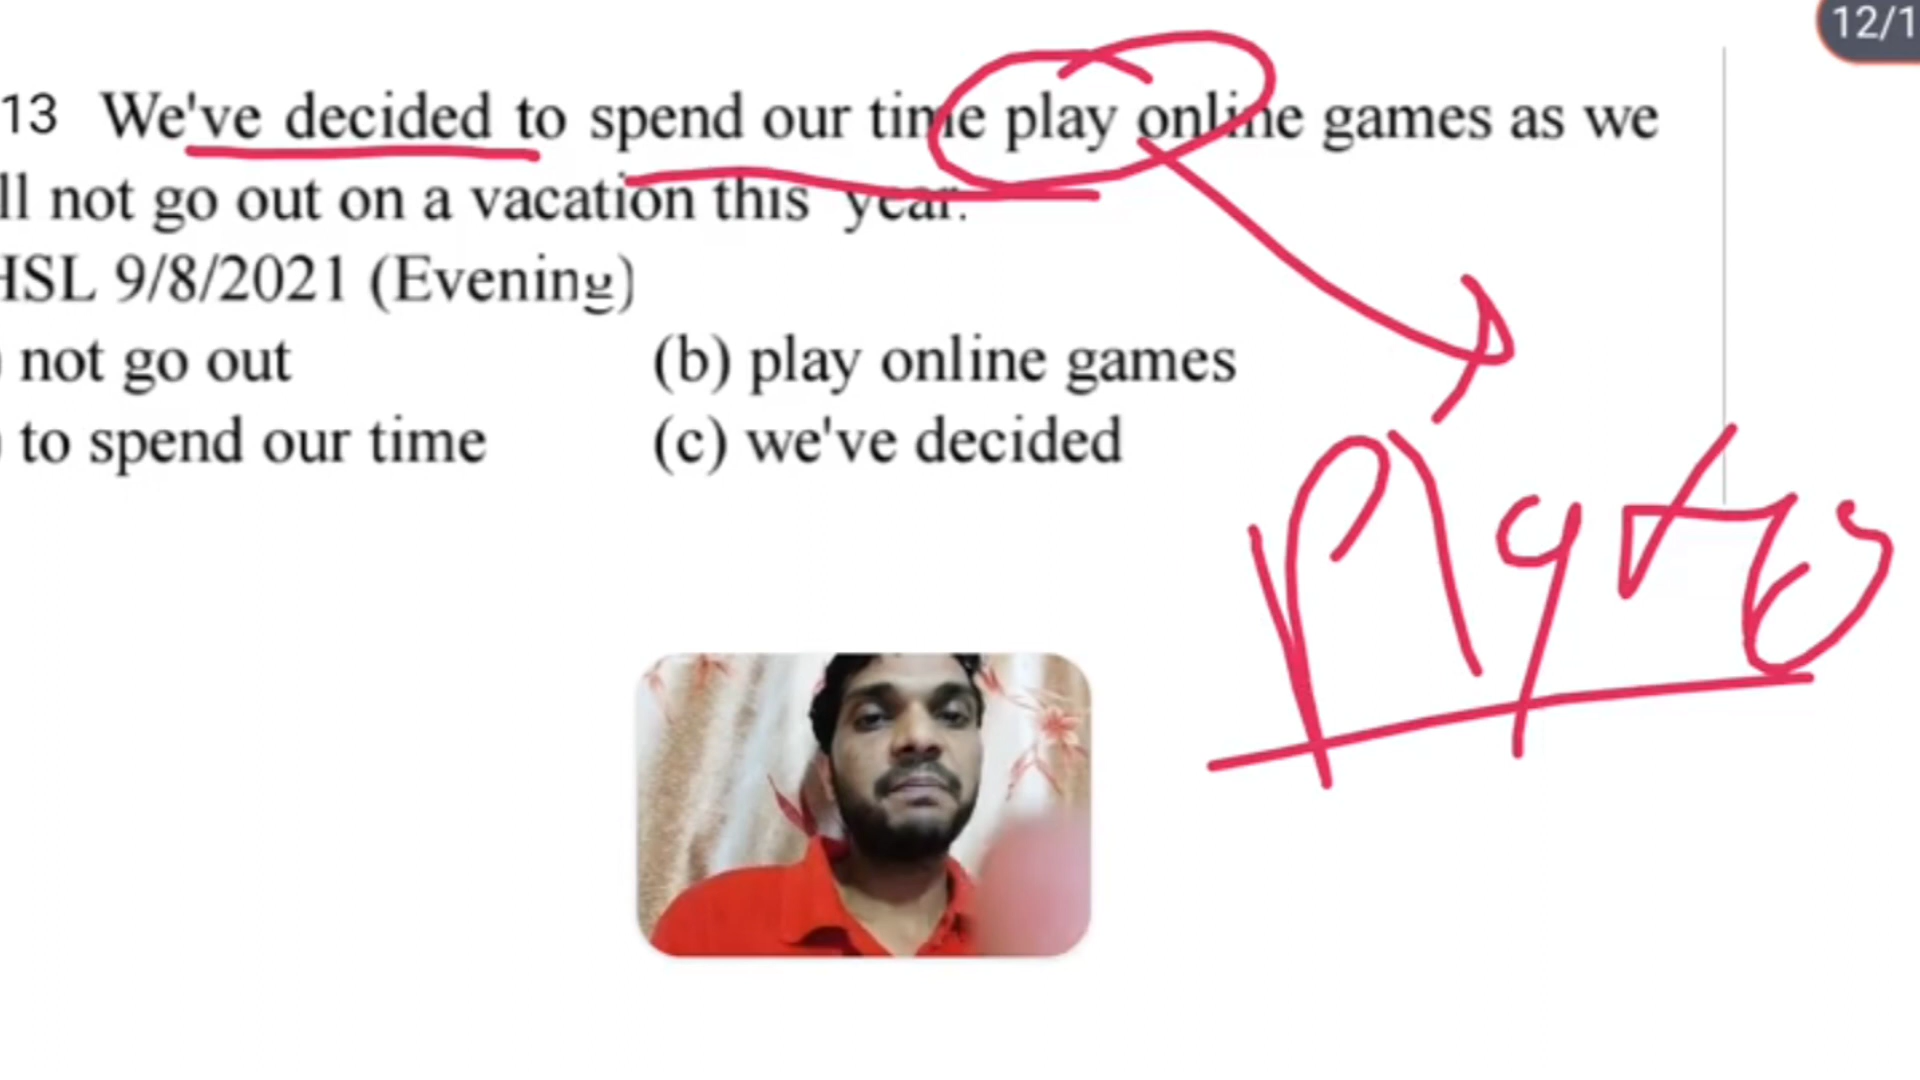 12/1
13 We've decided to spend our time play online games as we
ll not go out on a vacation this year.
HSL 9/8/2021 (Evening)
) not go out (b) play online games
) to spend our time (c) we've decided